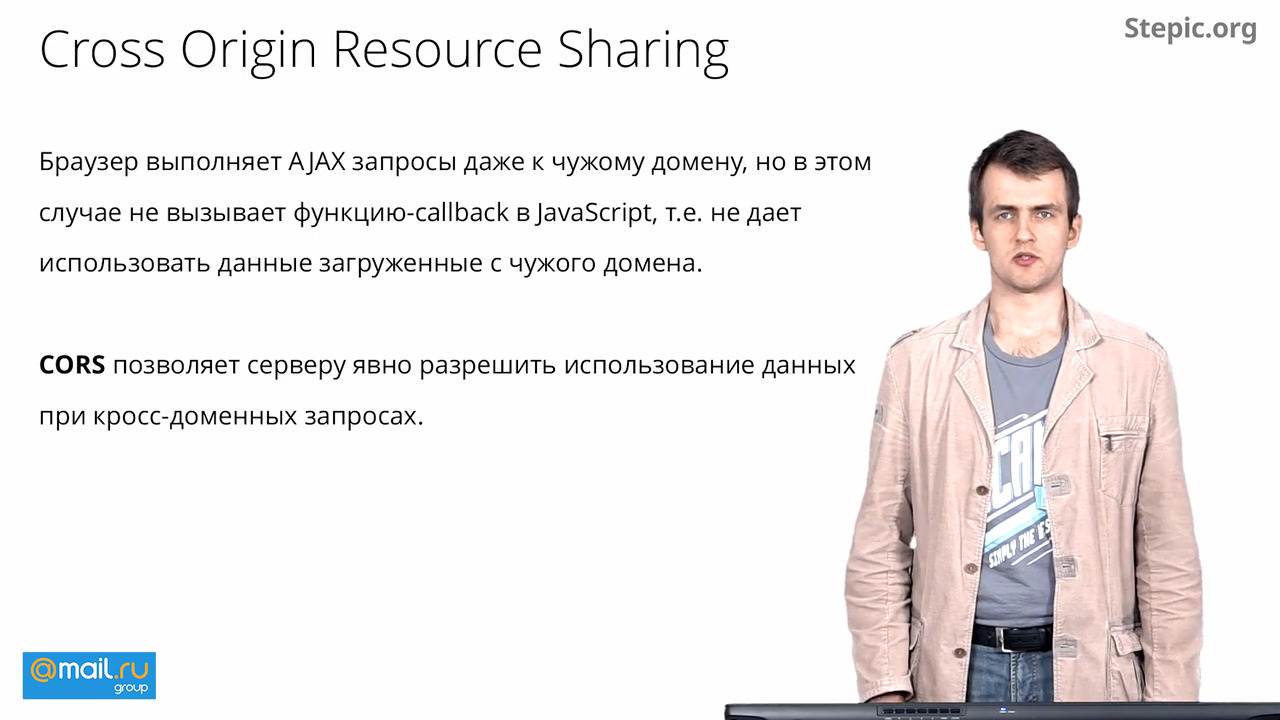 Cross Origin Resource Sharing
Stepic.org
Браузер выполняет AJAX запросы даже к чужому домену, но в этом
случае не вызывает функцию-callback в JavaScript, т.е. не дает
использовать данные загруженные с чужого домена.
CORS позволяет серверу явно разрешить использование данных
при кросс-доменных запросах.
SIMPLY THE
@mail.ru
group